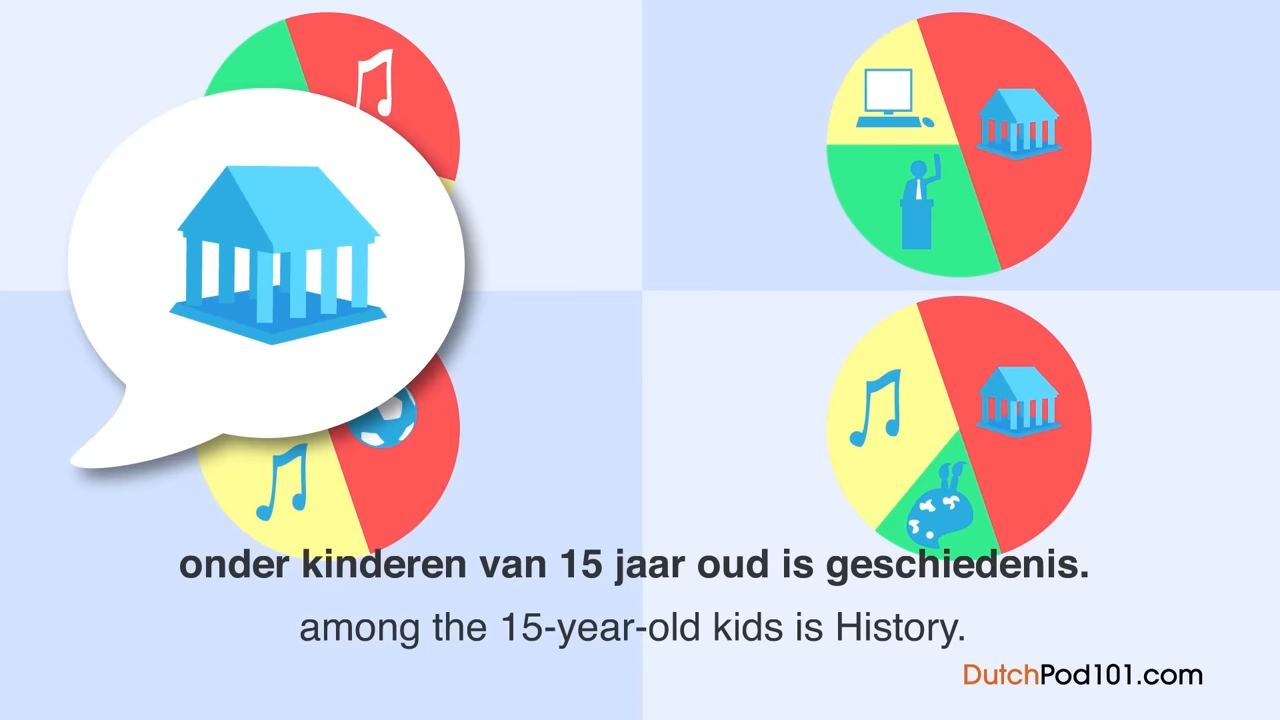 onder kinderen van 15 jaar oud is geschiedenis.
among the 15-year-old kids is History.
DutchPod101.com